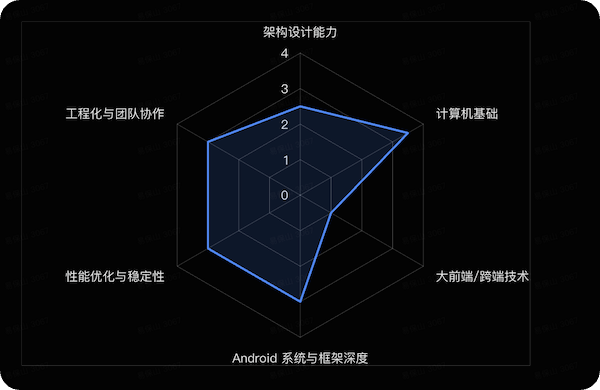 架构设计能力
4
3
2
1
0
工程化与团队协作
计算机基础
性能优化与稳定性
大前端/跨端技术
Android 系统与框架深度